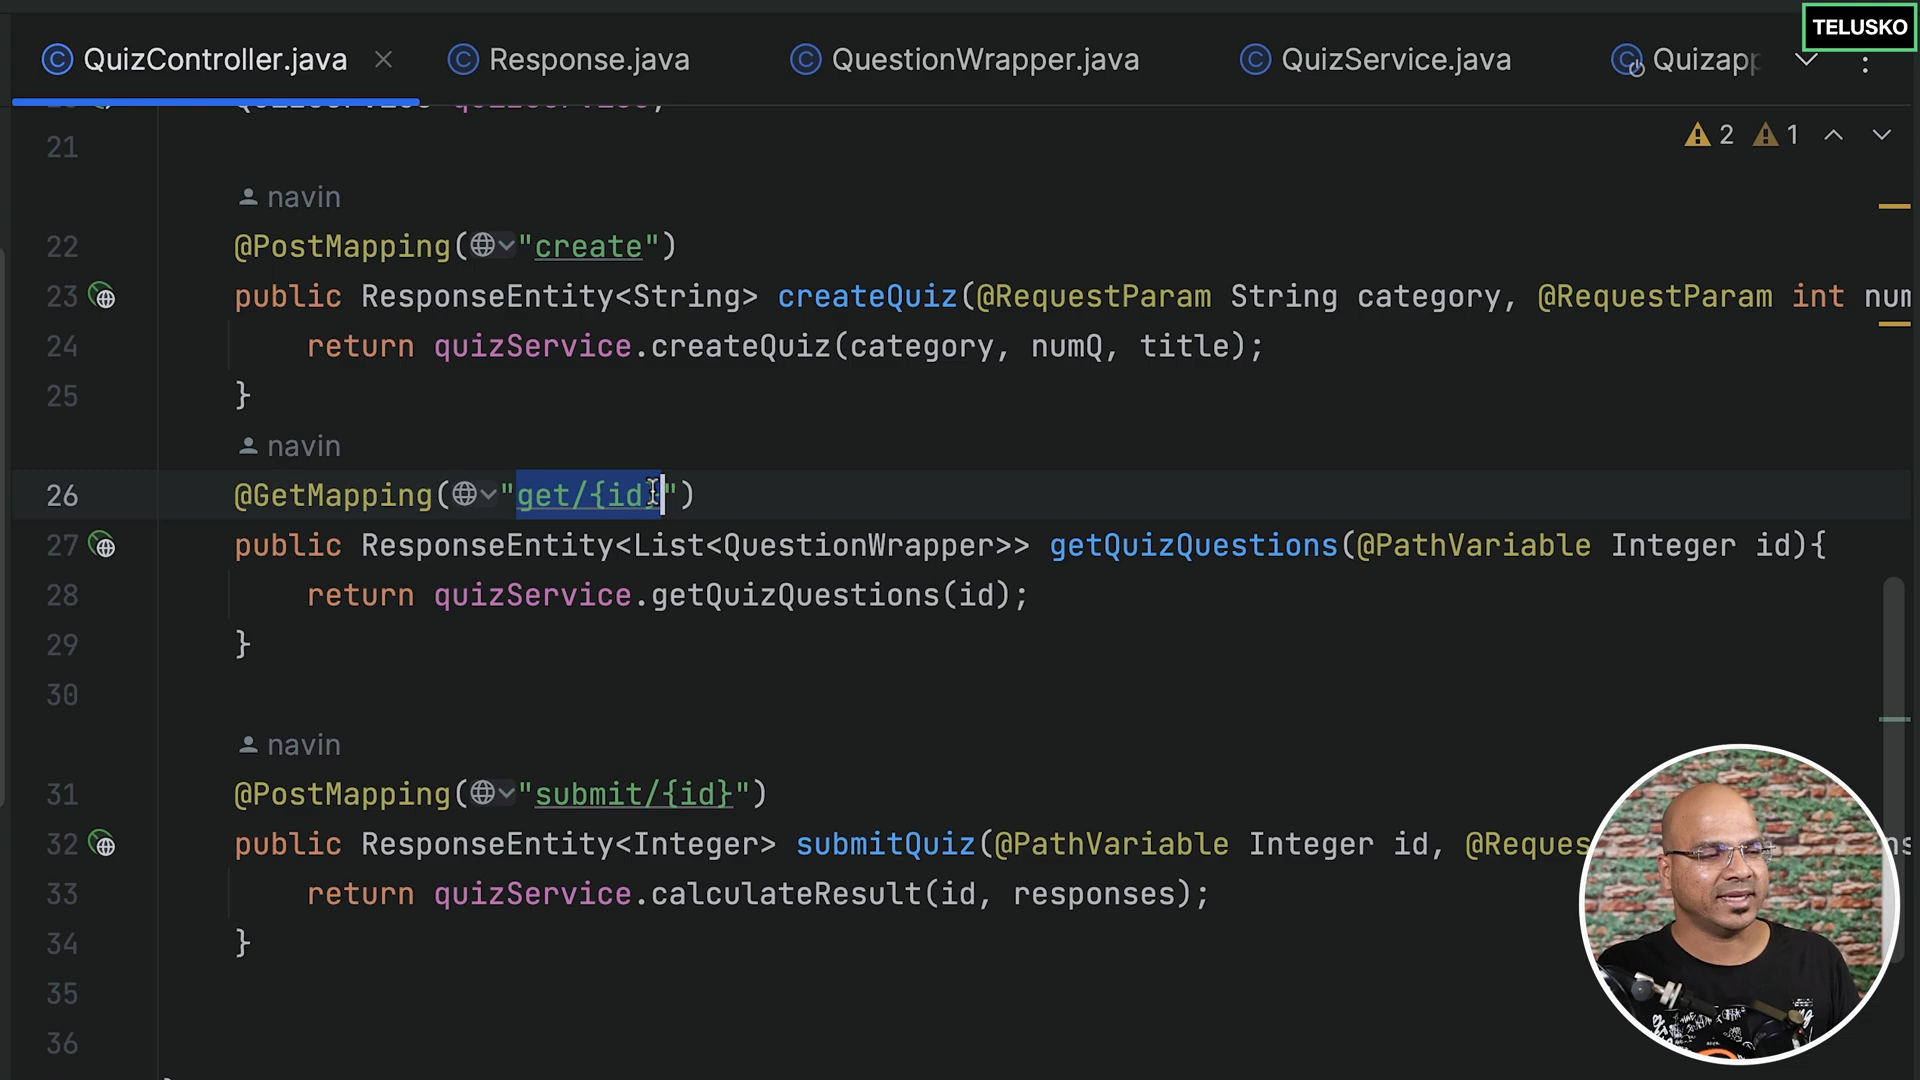 TELUSKO
QuizController.java
Response.java
QuestionWrapper.java
QuizService.java
Quizapp
2
1
21
navin
22 @PostMapping("create")
23 public ResponseEntity<String> createQuiz(@RequestParam String category, @RequestParam int num
24 return quizService.createQuiz(category, numQ, title);
25 }
navin
26 @GetMapping("get/{id}")
27 public ResponseEntity<List<QuestionWrapper>> getQuizQuestions(@PathVariable Integer id){
28 return quizService.getQuizQuestions(id);
29 }
30
navin
31 @PostMapping("submit/{id}")
32 public ResponseEntity<Integer> submitQuiz(@PathVariable Integer id, @Reques
33 return quizService.calculateResult(id, responses);
34 }
35
36